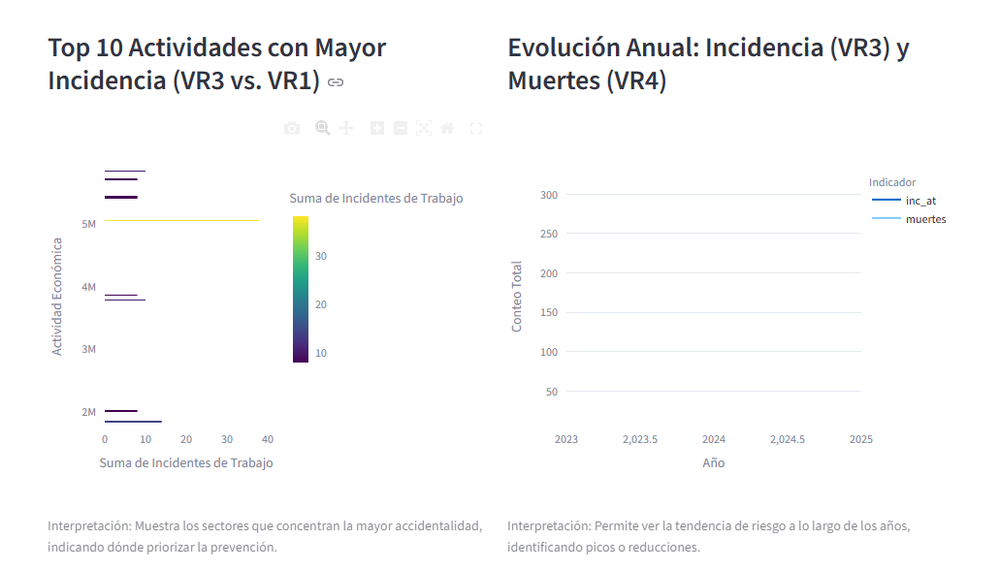 Top 10 Actividades con Mayor
Incidencia (VR3 vs. VR1)
Suma de Incidentes de Trabajo
5M
4M
3M
2M
Actividad Económica
30
20
10
0 10 20 30 40
Suma de Incidentes de Trabajo
Interpretación: Muestra los sectores que concentran la mayor accidentalidad,
indicando dónde priorizar la prevención.
Evolución Anual: Incidencia (VR3) y
Muertes (VR4)
Indicador
inc_at
muertes
300
250
200
150
100
50
Conteo Total
2023 2,023.5 2024 2,024.5 2025
Año
Interpretación: Permite ver la tendencia de riesgo a lo largo de los años,
identificando picos o reducciones.